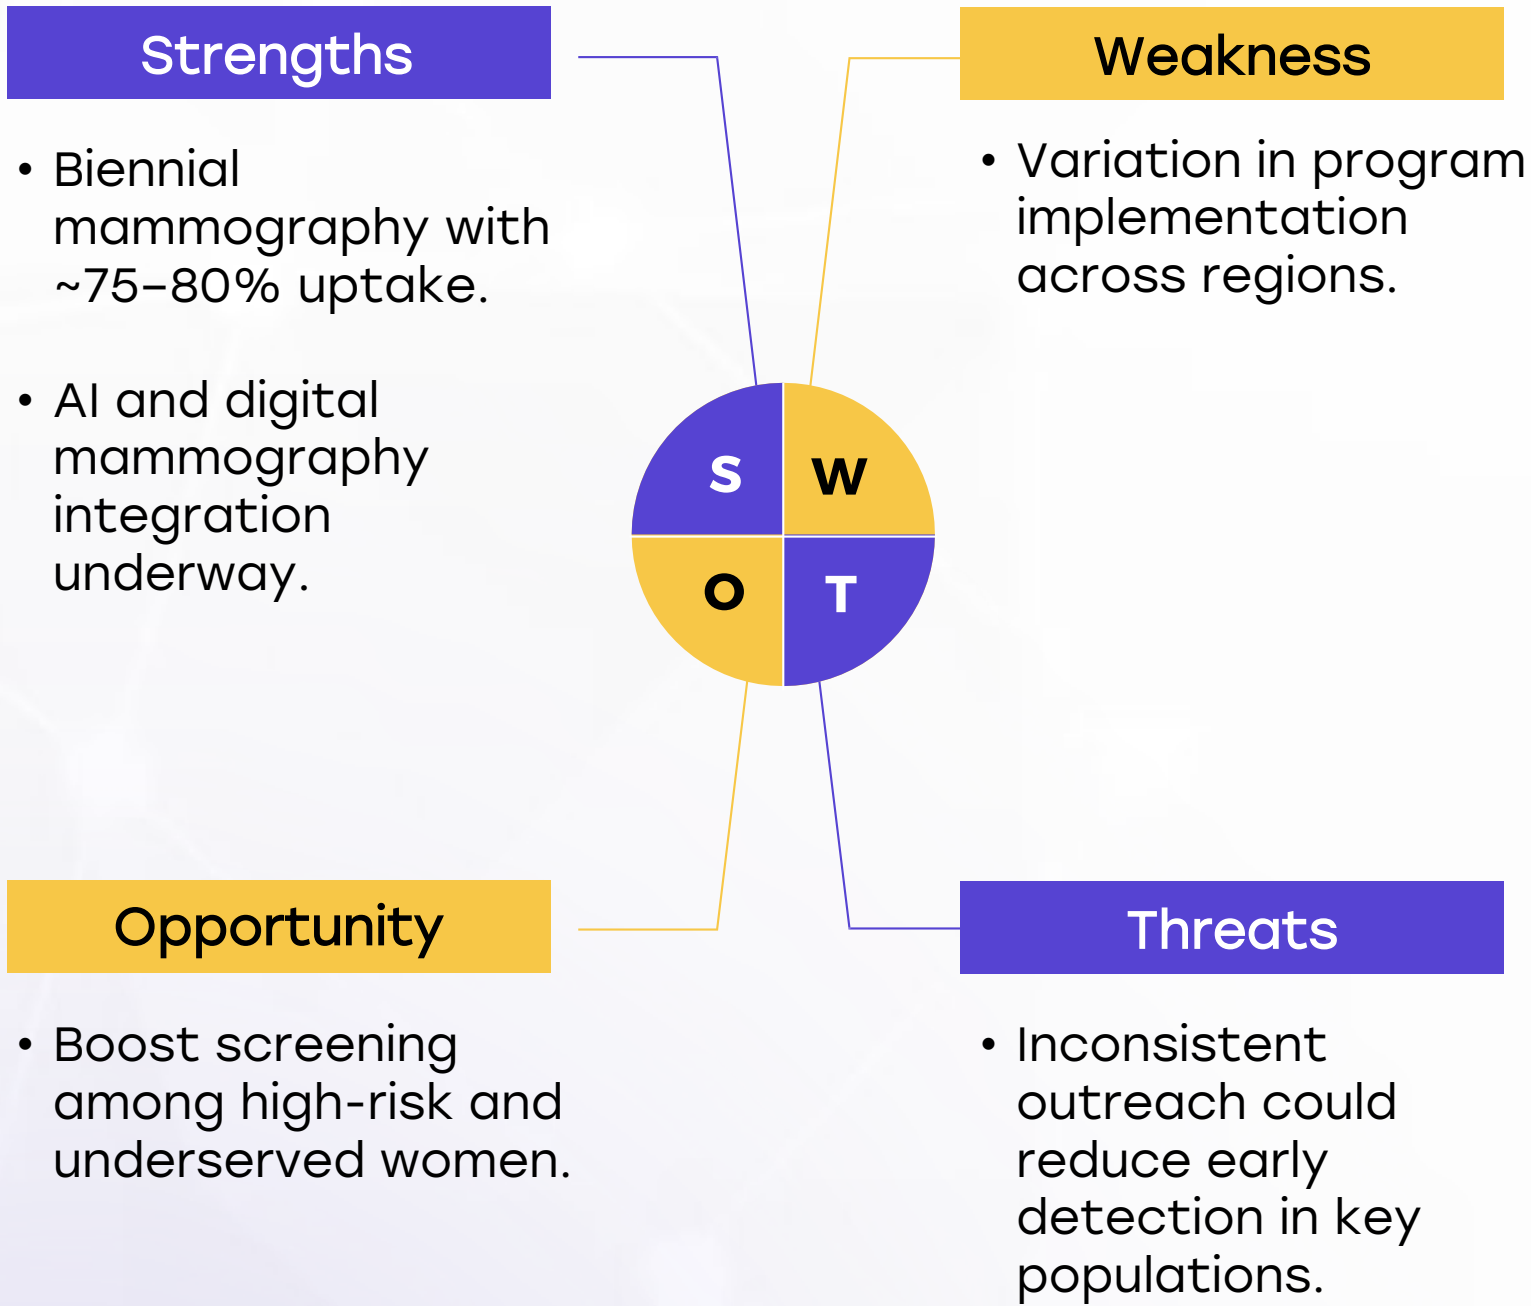 Strengths
• Biennial
mammography with
~75–80% uptake.
• AI and digital
mammography
integration
underway.
Weakness
• Variation in program
implementation
across regions.
S
W
O
T
Opportunity
• Boost screening
among high-risk and
underserved women.
Threats
• Inconsistent
outreach could
reduce early
detection in key
populations.